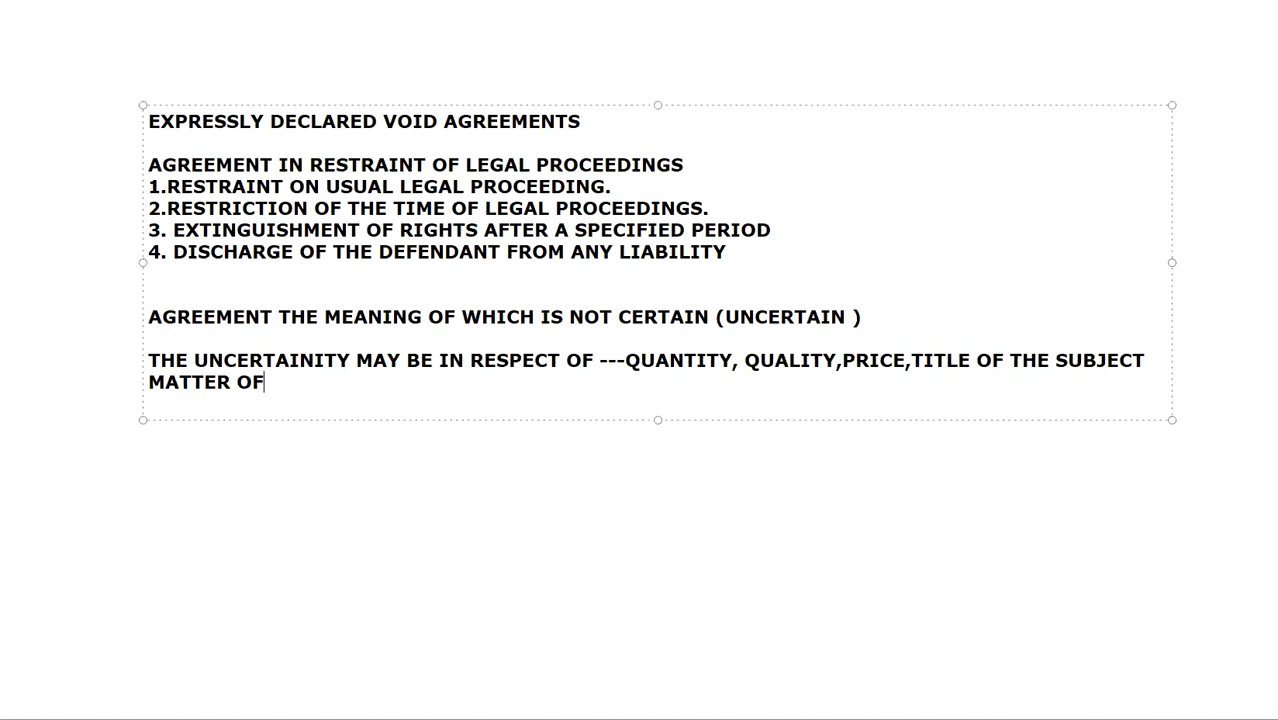 EXPRESSLY DECLARED VOID AGREEMENTS
AGREEMENT IN RESTRAINT OF LEGAL PROCEEDINGS
1.RESTRAINT ON USUAL LEGAL PROCEEDING.
2.RESTRICTION OF THE TIME OF LEGAL PROCEEDINGS.
3. EXTINGUISHMENT OF RIGHTS AFTER A SPECIFIED PERIOD
4. DISCHARGE OF THE DEFENDANT FROM ANY LIABILITY
AGREEMENT THE MEANING OF WHICH IS NOT CERTAIN (UNCERTAIN )
THE UNCERTAINITY MAY BE IN RESPECT OF ---QUANTITY, QUALITY,PRICE,TITLE OF THE SUBJECT
MATTER OF